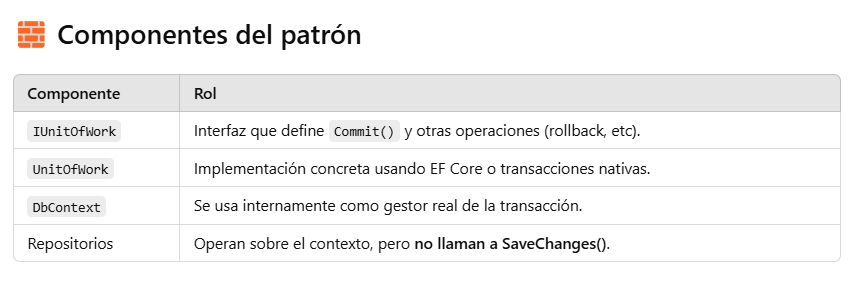 Componentes del patrón
Componente Rol
IUnitOfWork Interfaz que define Commit() y otras operaciones (rollback, etc).
UnitOfWork Implementación concreta usando EF Core o transacciones nativas.
DbContext Se usa internamente como gestor real de la transacción.
Repositorios Operan sobre el contexto, pero no llaman a SaveChanges().